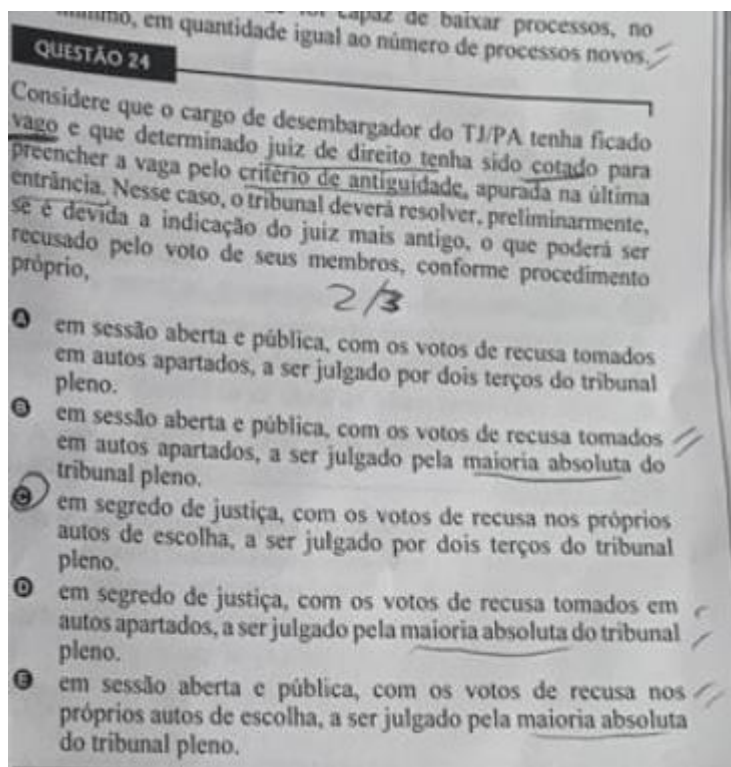 mínimo, em quantidade igual ao número de processos novos.
QUESTÃO 24
Considere que o cargo de desembargador do TJ/PA tenha ficado
vago e que determinado juiz de direito tenha sido cotado para
preencher a vaga pelo critério de antiguidade, apurada na última
entrância. Nesse caso, o tribunal deverá resolver, preliminarmente,
se é devida a indicação do juiz mais antigo, o que poderá ser
recusado pelo voto de seus membros, conforme procedimento
próprio,
2/3
A em sessão aberta e pública, com os votos de recusa tomados
em autos apartados, a ser julgado por dois terços do tribunal
pleno.
B em sessão aberta e pública, com os votos de recusa tomados
em autos apartados, a ser julgado pela maioria absoluta do
tribunal pleno.
C em segredo de justiça, com os votos de recusa nos próprios
autos de escolha, a ser julgado por dois terços do tribunal
pleno.
D em segredo de justiça, com os votos de recusa tomados em
autos apartados, a ser julgado pela maioria absoluta do tribunal
pleno.
E em sessão aberta e pública, com os votos de recusa nos
próprios autos de escolha, a ser julgado pela maioria absoluta
do tribunal pleno.